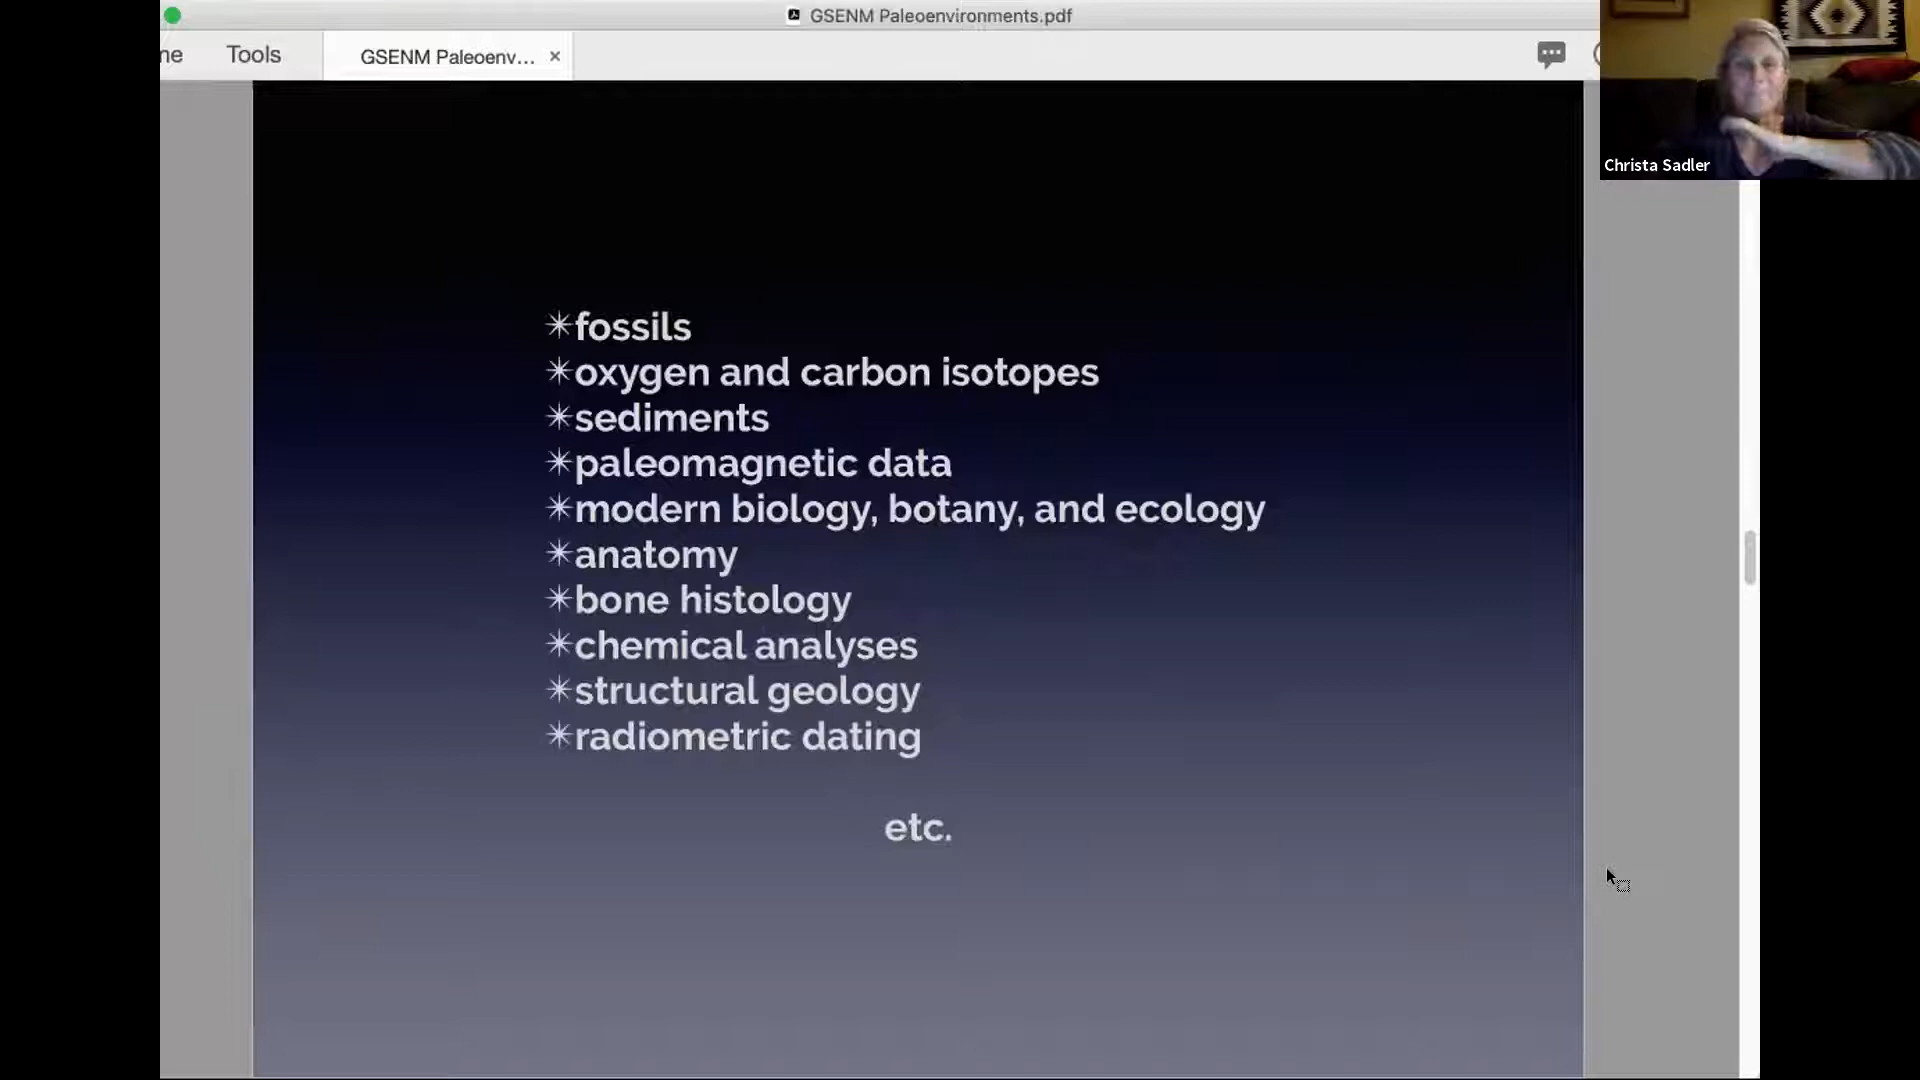 GSENM Paleoenvironments.pdf
ne
Tools
GSENM Paleoenv... ×
Christa Sadler
✴fossils
✴oxygen and carbon isotopes
✴sediments
✴paleomagnetic data
✴modern biology, botany, and ecology
✴anatomy
✴bone histology
✴chemical analyses
✴structural geology
✴radiometric dating
etc.